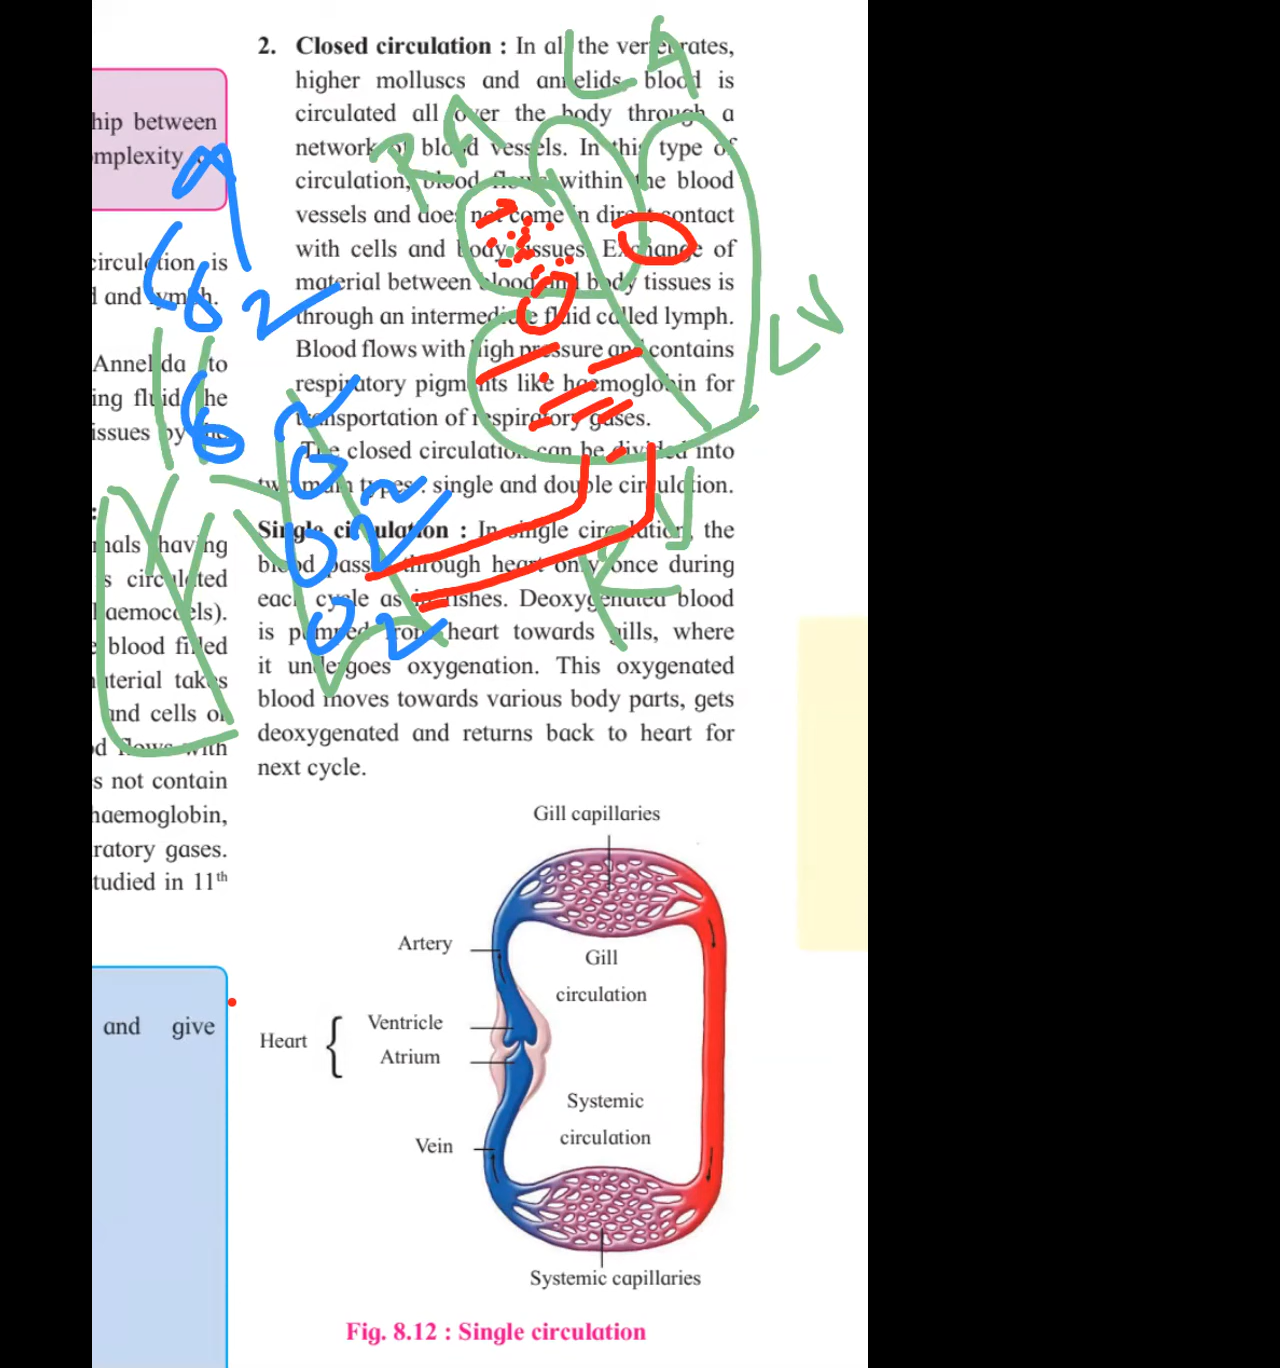 hip between
mplexity
circulation is
d and lymph.
Annelida to
ing fluid the
issues by the
:
mals having
s circulated
aemocoels).
blood filled
material takes
and cells of
d flows with
s not contain
haemoglobin,
ratory gases.
tudied in 11th
and give
2. Closed circulation : In all the vertebrates,
higher molluscs and annelids, blood is
circulated all over the body through a
network of blood vessels. In this type of
circulation, blood flows within the blood
vessels and does not come in direct contact
with cells and body tissues. Exchange of
material between blood and body tissues is
through an intermediate fluid called lymph.
Blood flows with high pressure and contains
respiratory pigments like haemoglobin for
transportation of respiratory gases.
The closed circulation can be divided into
two main types : single and double circulation.
Single circulation : In single circulation, the
blood passes through heart only once during
each cycle as in fishes. Deoxygenated blood
is pumped from heart towards gills, where
it undergoes oxygenation. This oxygenated
blood moves towards various body parts, gets
deoxygenated and returns back to heart for
next cycle.
Gill capillaries
Artery
Gill
circulation
Ventricle
Heart {
Atrium
Systemic
circulation
Vein
Systemic capillaries
Fig. 8.12 : Single circulation
LA
RA
LV
RV
O2
O2
O2